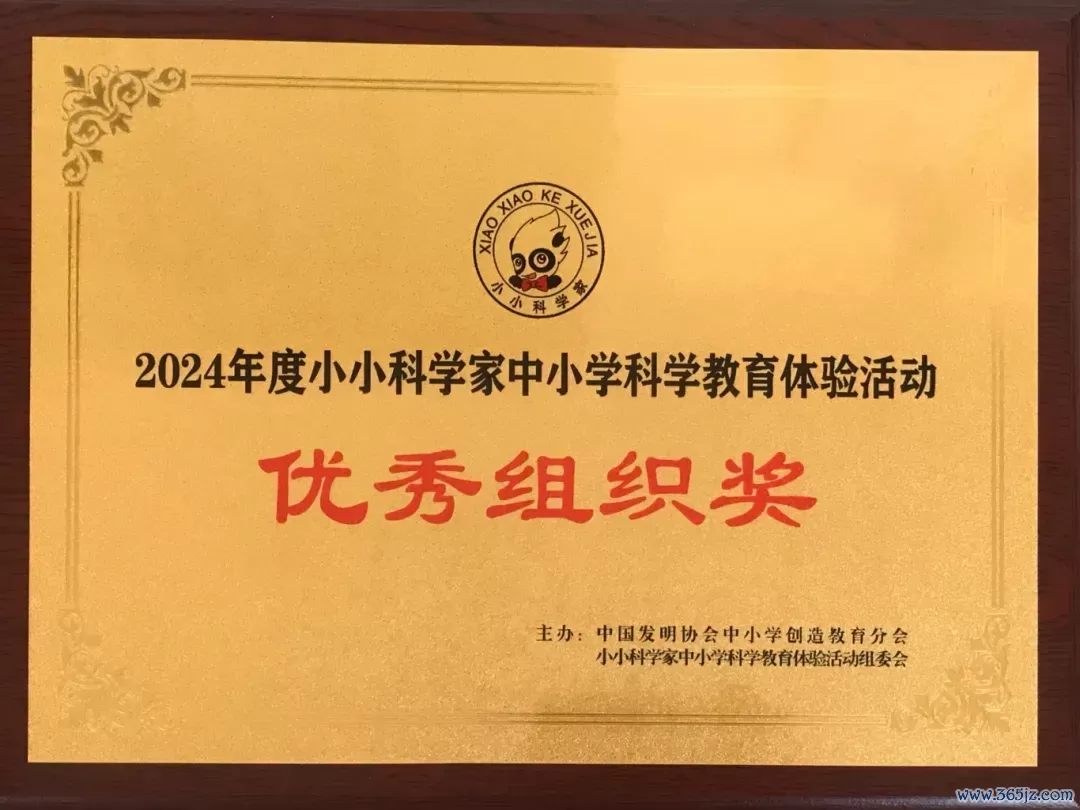 XIAO XIAO KE XUE JIA
小小科学家
2024年度小小科学家中小学科学教育体验活动
优秀组织奖
主办：中国发明协会中小学创造教育分会
小小科学家中小学科学教育体验活动组委会
www.365jz.com